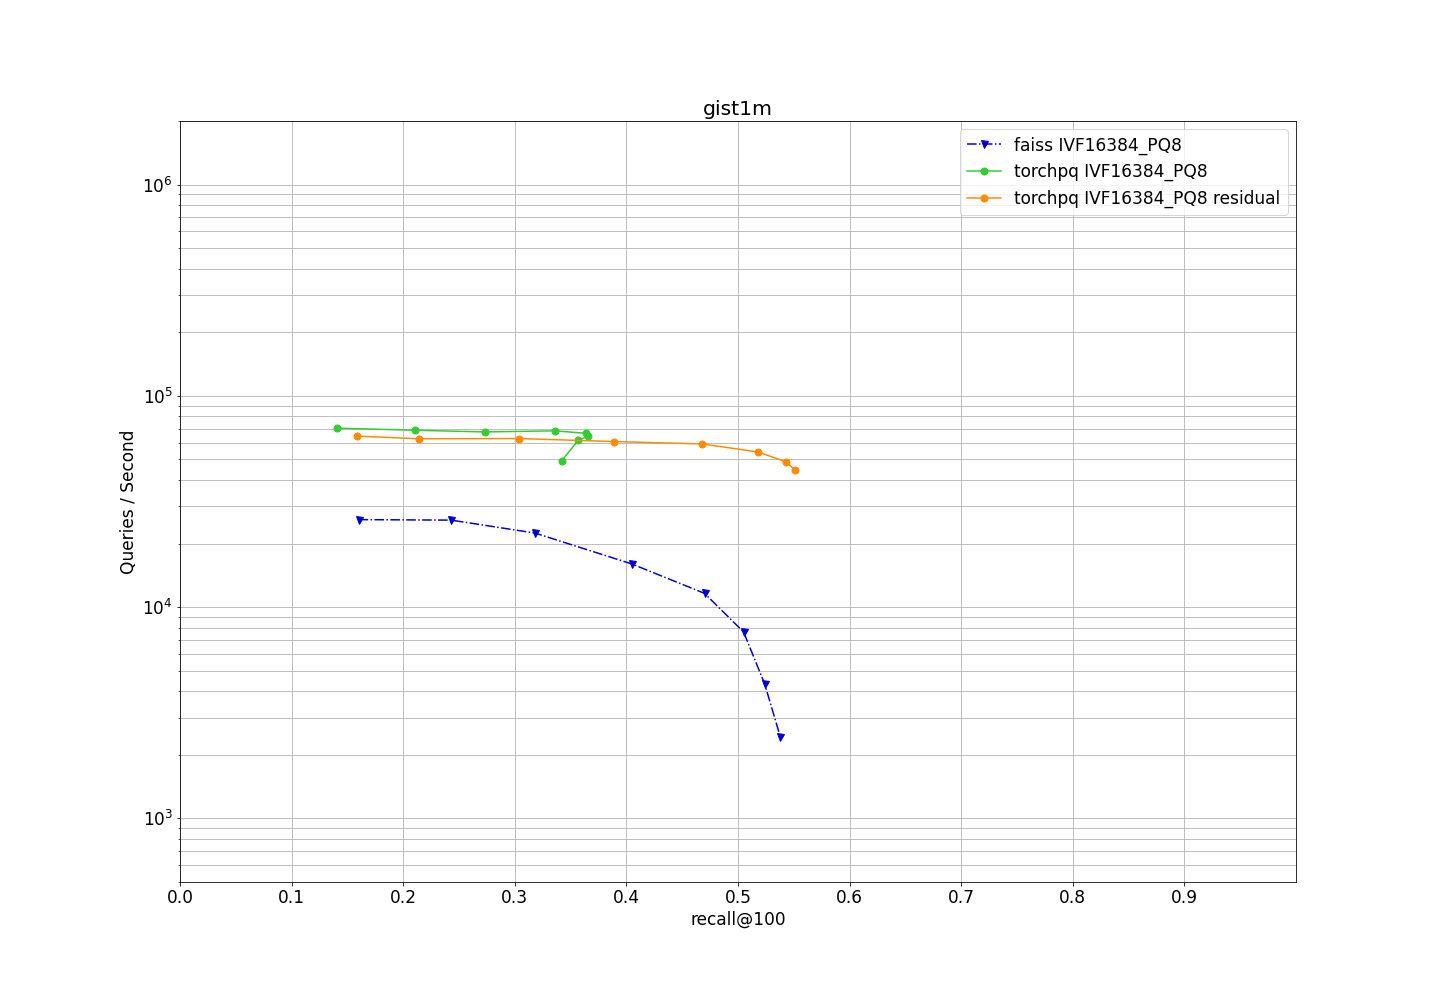 gist1m
faiss IVF16384_PQ8
torchpq IVF16384_PQ8
torchpq IVF16384_PQ8 residual
10^6
10^5
10^4
10^3
Queries / Second
0.0 0.1 0.2 0.3 0.4 0.5 0.6 0.7 0.8 0.9
recall@100